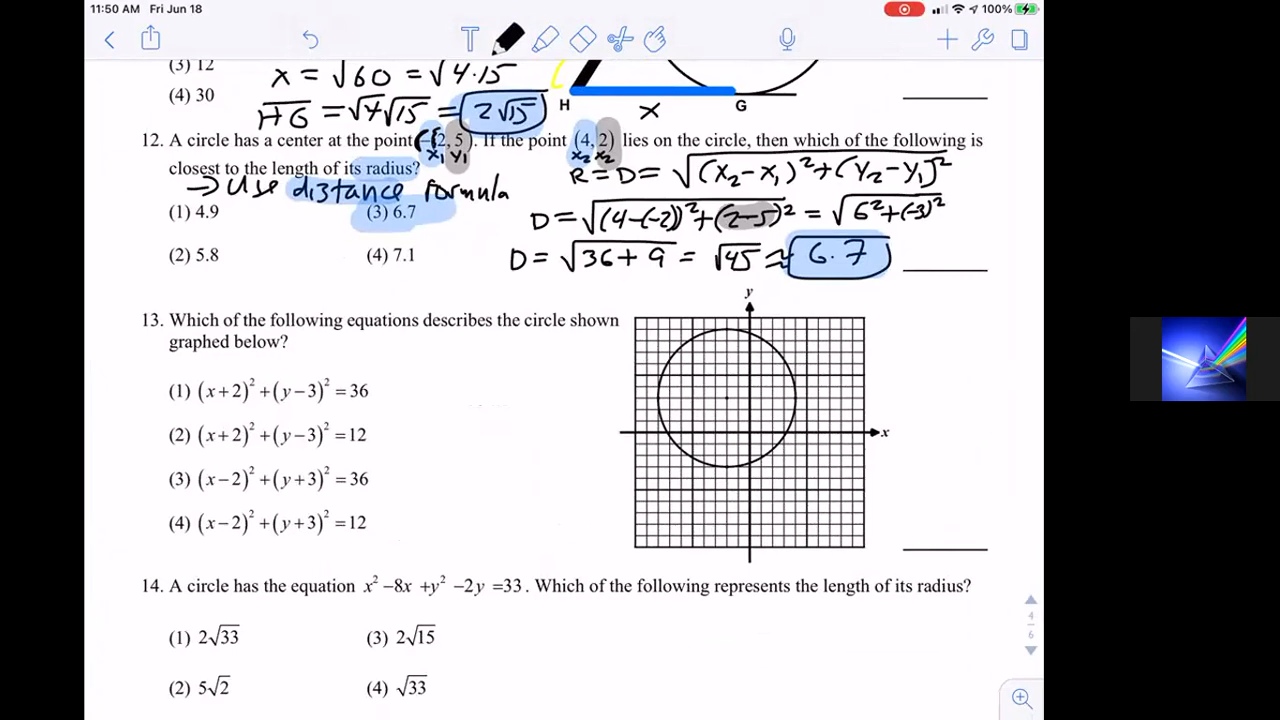 11:50 AM Fri Jun 18
100%
(3) 12
x = √60 = √4·15
(4) 30
HG = √4√15 = 2√15
H
x
G
12. A circle has a center at the point (-2, 5). If the point (4, 2) lies on the circle, then which of the following is
x₁ y₁ x₂ x₂
closest to the length of its radius?
R = D = √(x₂-x₁)²+(y₂-y₁)²
→ Use distance formula
(1) 4.9 (3) 6.7
D = √(4-(-2))²+(2-5)² = √6²+(-3)²
(2) 5.8 (4) 7.1
D = √36+9 = √45 ≈ 6.7
y
13. Which of the following equations describes the circle shown
graphed below?
(1) (x+2)²+(y−3)²=36
x
(2) (x+2)²+(y−3)²=12
(3) (x−2)²+(y+3)²=36
(4) (x−2)²+(y+3)²=12
14. A circle has the equation x² −8x +y² −2y =33. Which of the following represents the length of its radius?
(1) 2√33 (3) 2√15
(2) 5√2 (4) √33
4
6
T